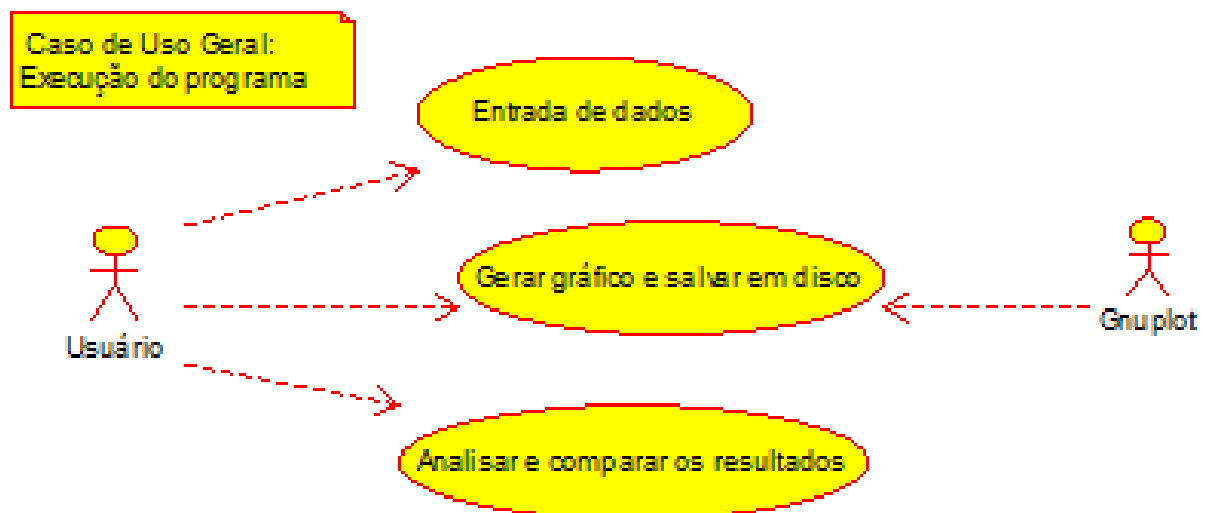 Caso de Uso Geral:
Execução do programa
Entrada de dados
Gerar gráfico e salvar em disco
Usuário
Gnuplot
Analisar e comparar os resultados